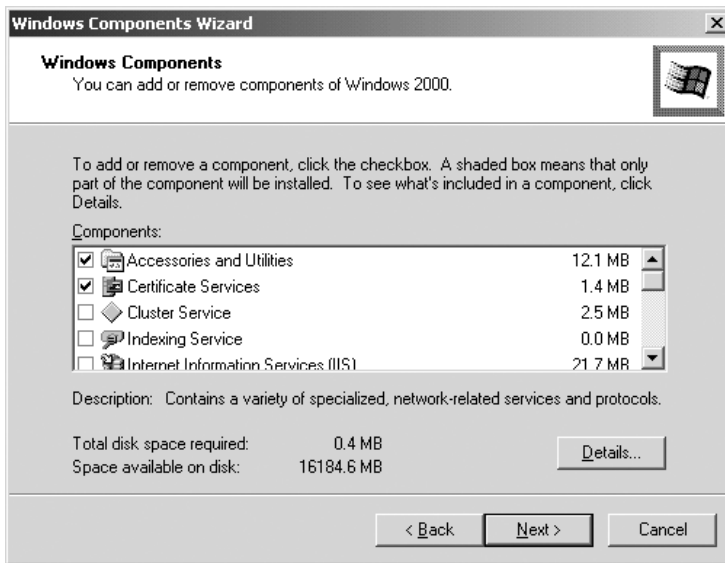 Windows Components Wizard
Windows Components
You can add or remove components of Windows 2000.
To add or remove a component, click the checkbox. A shaded box means that only
part of the component will be installed. To see what's included in a component, click
Details.
Components:
Accessories and Utilities 12.1 MB
Certificate Services 1.4 MB
Cluster Service 2.5 MB
Indexing Service 0.0 MB
Internet Information Services (IIS) 21.7 MB
Description: Contains a variety of specialized, network-related services and protocols.
Total disk space required: 0.4 MB
Space available on disk: 16184.6 MB
Details...
< Back Next > Cancel